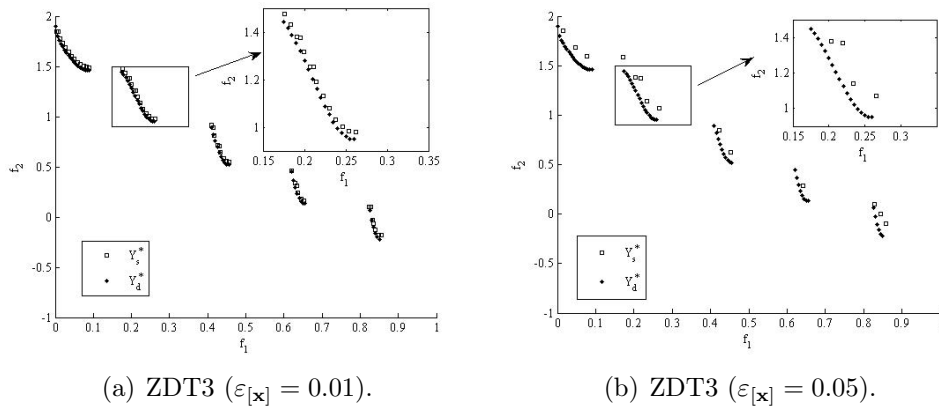 2
1.5
1
0.5
0
-0.5
-1
0 0.1 0.2 0.3 0.4 0.5 0.6 0.7 0.8 0.9 1
f₁
f₂
1.4
1.2
1
0.15 0.2 0.25 0.3 0.35
f₁
f₂
Yₛ*
Y_d*
(a) ZDT3 (ε[𝐱] = 0.01).
2
1.5
1
0.5
0
-0.5
-1
0 0.1 0.2 0.3 0.4 0.5 0.6 0.7 0.8 0.9
f₁
f₂
1.4
1.2
1
0.15 0.2 0.25 0.3
f₁
f₂
Yₛ*
Y_d*
(b) ZDT3 (ε[𝐱] = 0.05).